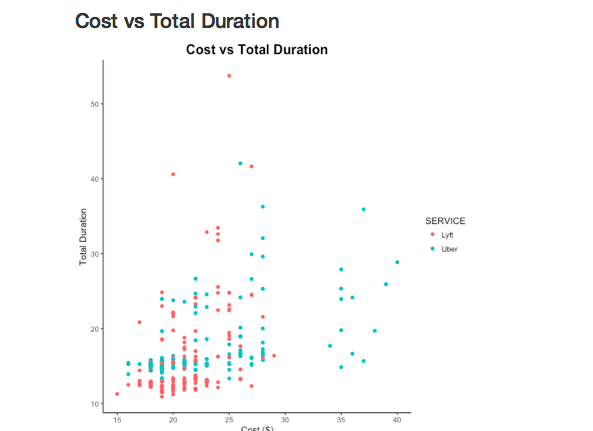 Cost vs Total Duration
Cost vs Total Duration
50
40
30
20
10
Total Duration
15 20 25 30 35 40
Cost ($)
SERVICE
Lyft
Uber